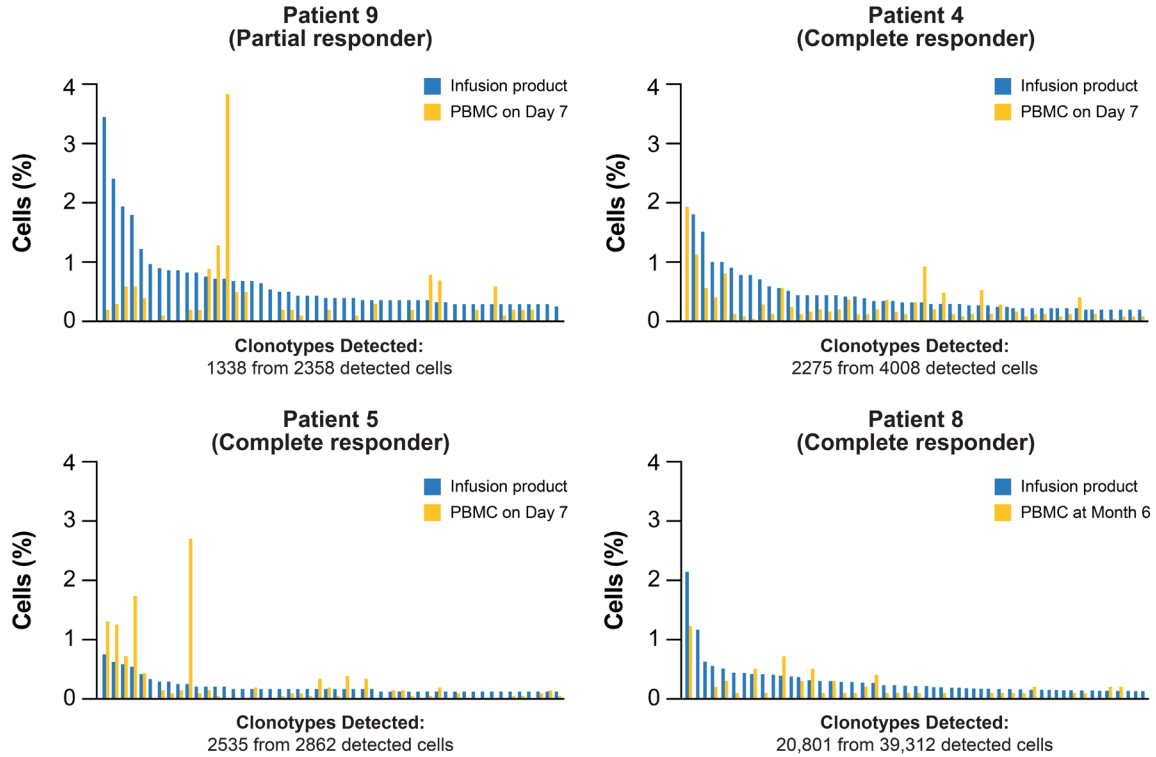 Patient 9
(Partial responder)
4
3
2
1
0
Cells (%)
Infusion product
PBMC on Day 7
Clonotypes Detected:
1338 from 2358 detected cells
Patient 4
(Complete responder)
4
3
2
1
0
Cells (%)
Infusion product
PBMC on Day 7
Clonotypes Detected:
2275 from 4008 detected cells
Patient 5
(Complete responder)
4
3
2
1
0
Cells (%)
Infusion product
PBMC on Day 7
Clonotypes Detected:
2535 from 2862 detected cells
Patient 8
(Complete responder)
4
3
2
1
0
Cells (%)
Infusion product
PBMC at Month 6
Clonotypes Detected:
20,801 from 39,312 detected cells